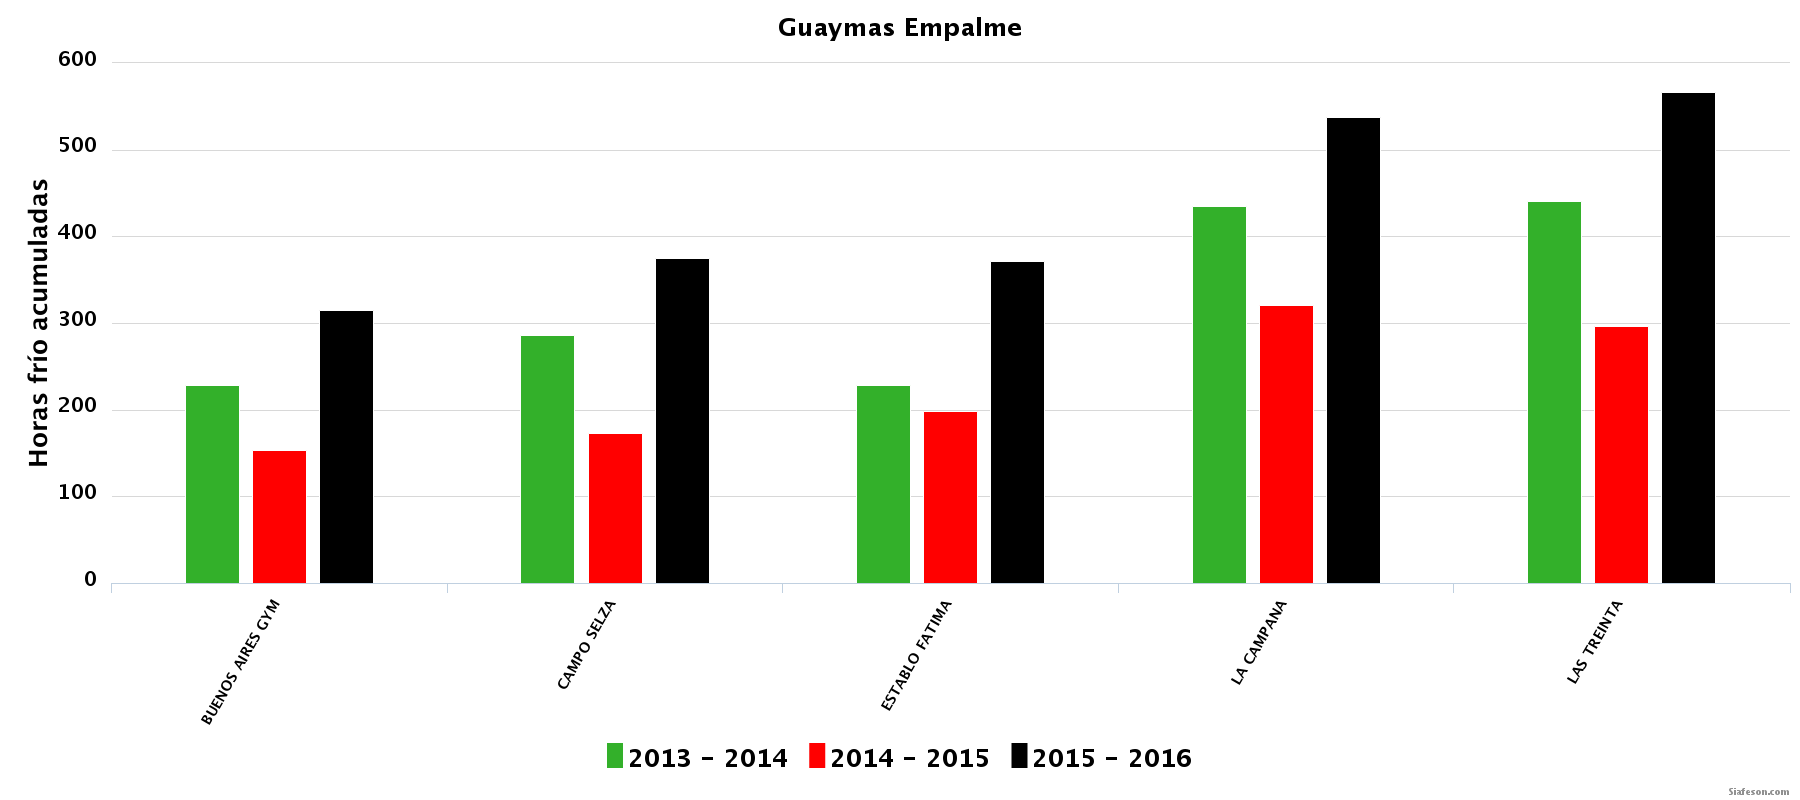 Guaymas Empalme
Horas frío acumuladas
600
500
400
300
200
100
0
BUENOS AIRES GYM
CAMPO SELZA
ESTABLO FATIMA
LA CAMPANA
LAS TREINTA
2013 - 2014 2014 - 2015 2015 - 2016
Siafeson.com